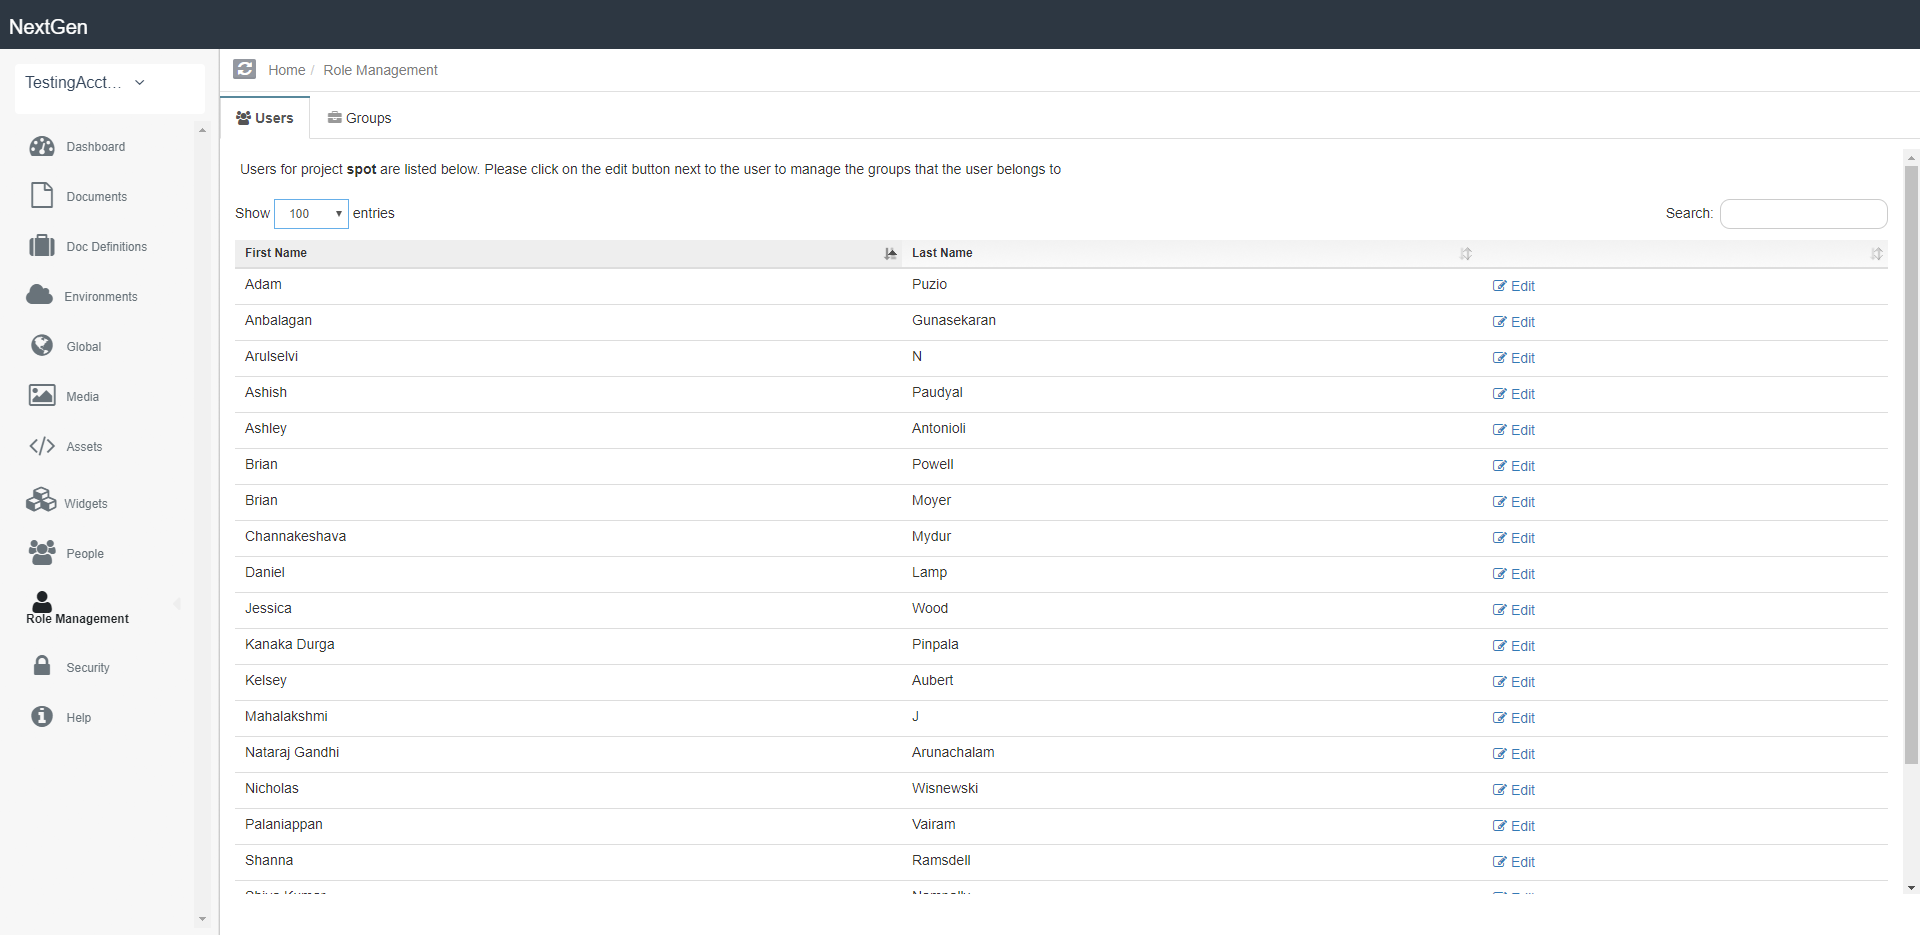 NextGen
TestingAcct...
Home / Role Management
Users
Groups
Dashboard
Documents
Doc Definitions
Environments
Global
Media
Assets
Widgets
People
Role Management
Security
Help
Users for project spot are listed below. Please click on the edit button next to the user to manage the groups that the user belongs to
Show 100 entries
Search:
First Name Last Name
Adam Puzio Edit
Anbalagan Gunasekaran Edit
Arulselvi N Edit
Ashish Paudyal Edit
Ashley Antonioli Edit
Brian Powell Edit
Brian Moyer Edit
Channakeshava Mydur Edit
Daniel Lamp Edit
Jessica Wood Edit
Kanaka Durga Pinpala Edit
Kelsey Aubert Edit
Mahalakshmi J Edit
Nataraj Gandhi Arunachalam Edit
Nicholas Wisnewski Edit
Palaniappan Vairam Edit
Shanna Ramsdell Edit